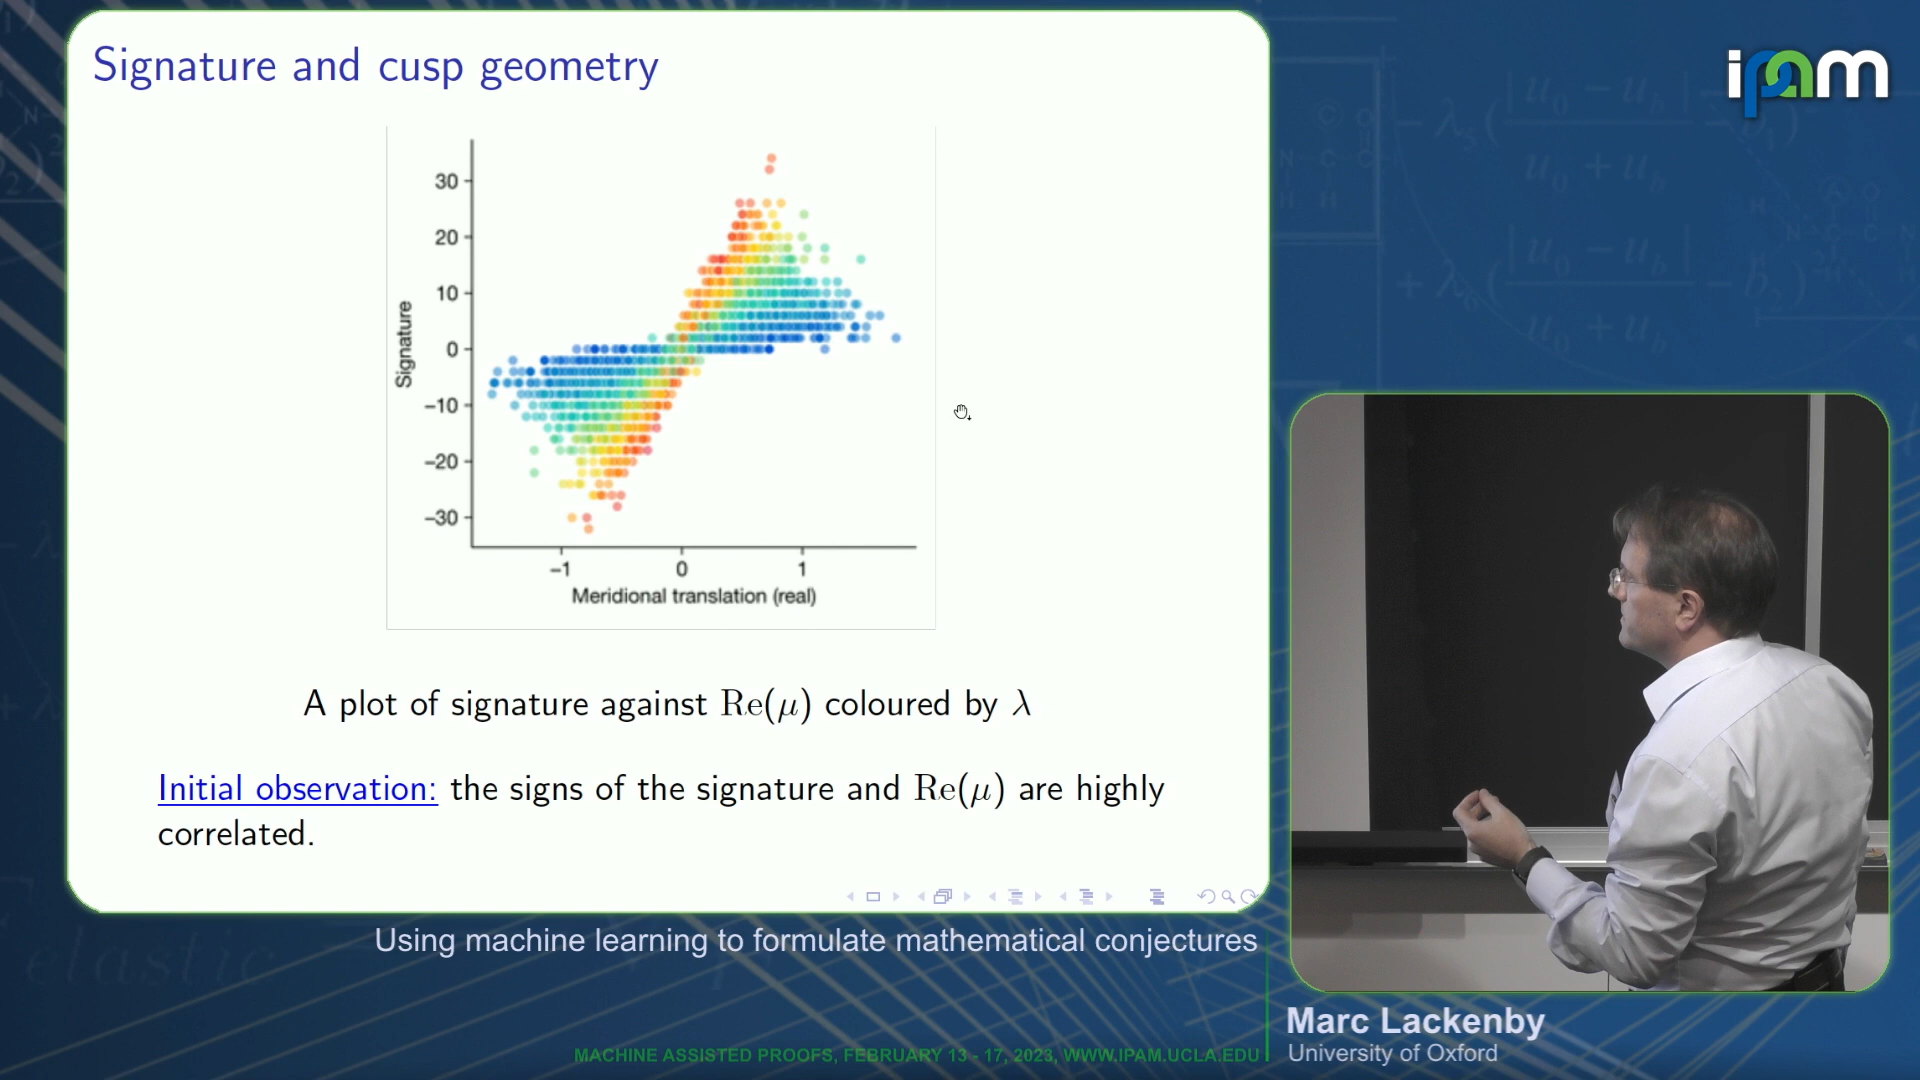 Signature and cusp geometry
30
20
10
0
−10
−20
−30
Signature
−1 0 1
Meridional translation (real)
A plot of signature against Re(μ) coloured by λ
Initial observation: the signs of the signature and Re(μ) are highly
correlated.
ipam
Using machine learning to formulate mathematical conjectures
Marc Lackenby
University of Oxford
MACHINE ASSISTED PROOFS, FEBRUARY 13 - 17, 2023, WWW.IPAM.UCLA.EDU
elastic